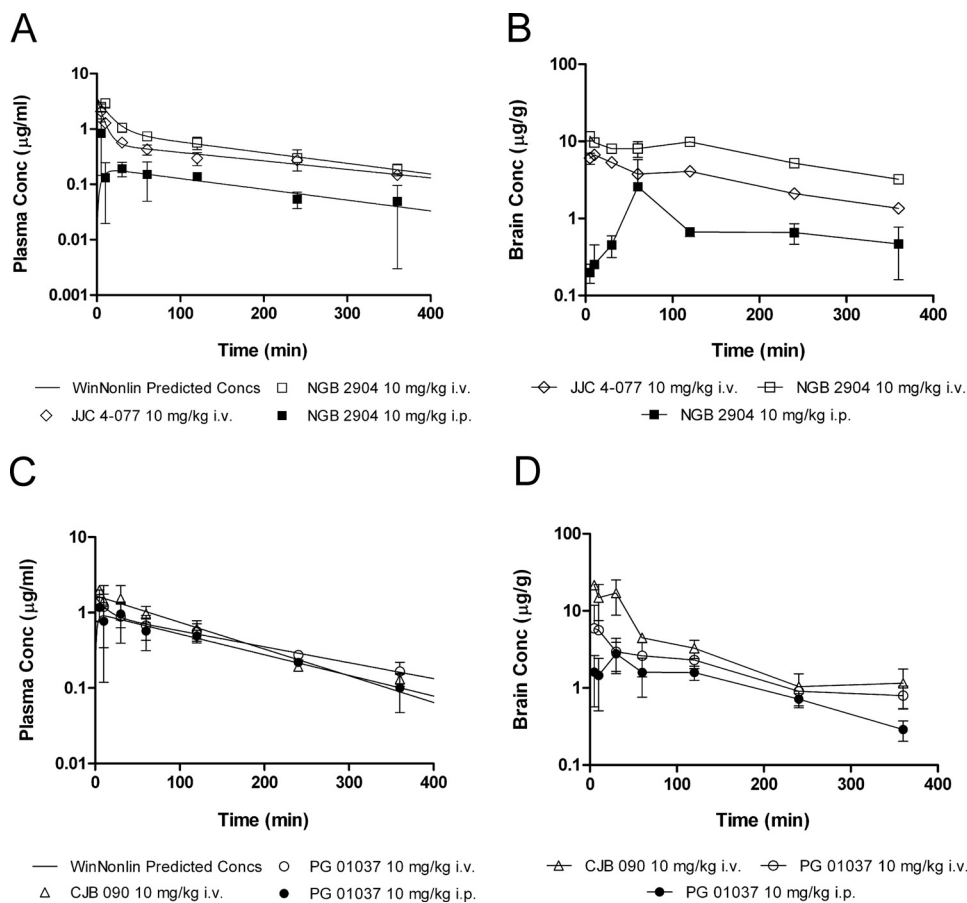 A
B
10
1
0.1
0.01
0.001
Plasma Conc (μg/ml)
0 100 200 300 400
Time (min)
100
10
1
0.1
Brain Conc (μg/g)
0 100 200 300 400
Time (min)
WinNonlin Predicted Concs
NGB 2904 10 mg/kg i.v.
JJC 4-077 10 mg/kg i.v.
NGB 2904 10 mg/kg i.p.
JJC 4-077 10 mg/kg i.v.
NGB 2904 10 mg/kg i.v.
NGB 2904 10 mg/kg i.p.
C
D
10
1
0.1
0.01
Plasma Conc (μg/ml)
0 100 200 300 400
Time (min)
100
10
1
0.1
Brain Conc (μg/g)
0 100 200 300 400
Time (min)
WinNonlin Predicted Concs
PG 01037 10 mg/kg i.v.
CJB 090 10 mg/kg i.v.
PG 01037 10 mg/kg i.p.
CJB 090 10 mg/kg i.v.
PG 01037 10 mg/kg i.v.
PG 01037 10 mg/kg i.p.